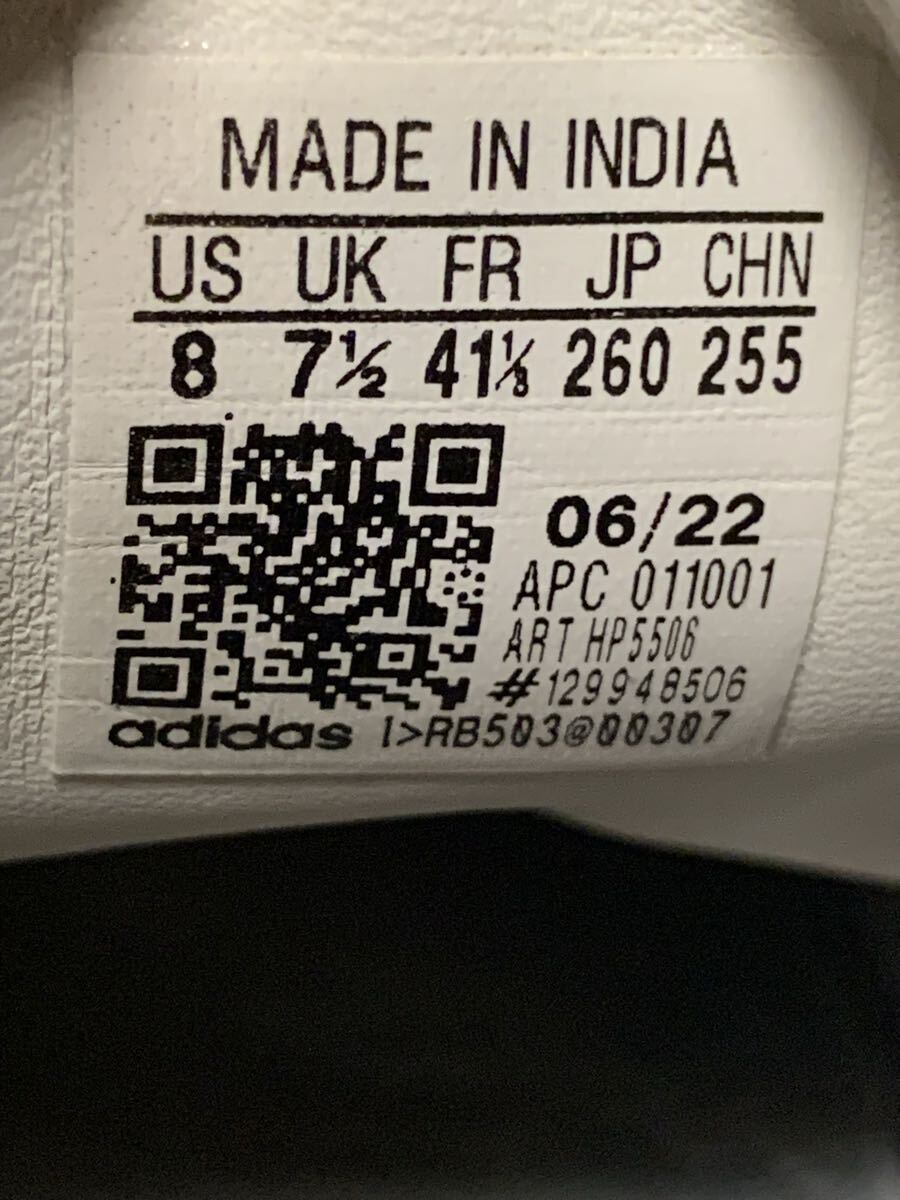 MADE IN INDIA
US UK FR JP CHN
8 7½ 41⅓ 260 255
06/22
APC 011001
ART HP5506
#129948506
adidas I>RB503@00307